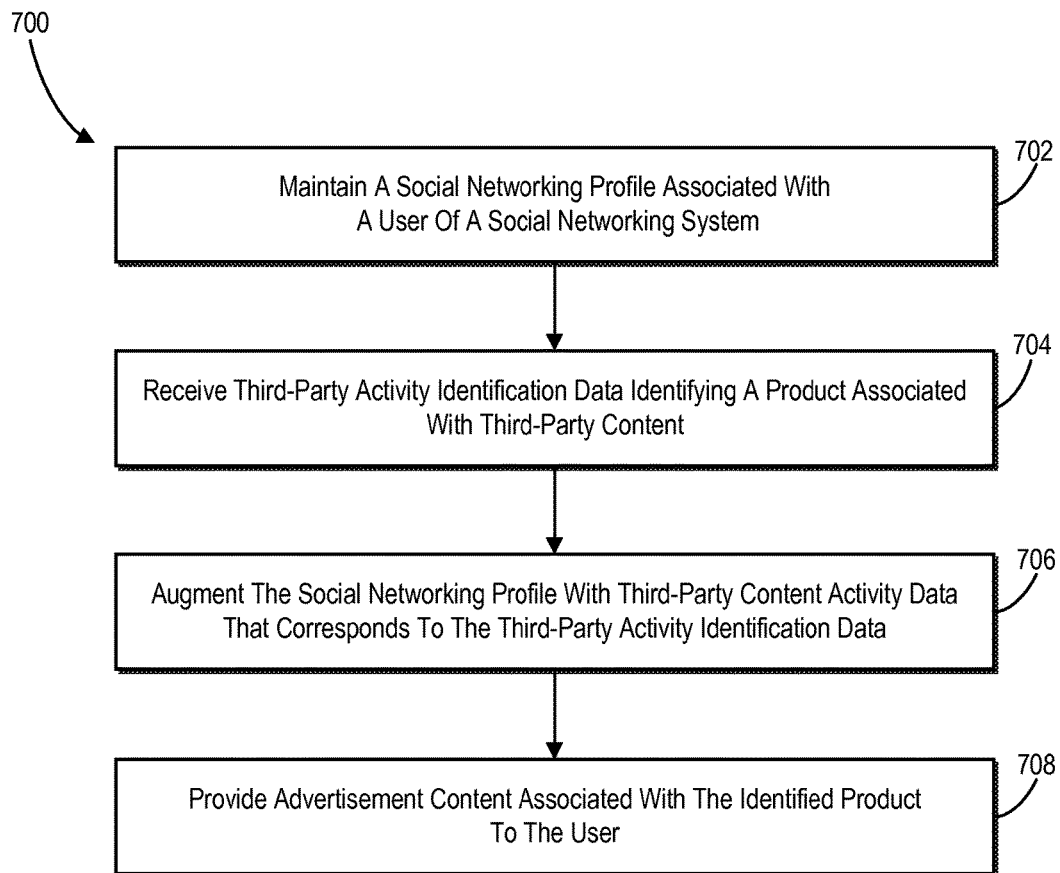 700
702
Maintain A Social Networking Profile Associated With
A User Of A Social Networking System
704
Receive Third-Party Activity Identification Data Identifying A Product Associated
With Third-Party Content
706
Augment The Social Networking Profile With Third-Party Content Activity Data
That Corresponds To The Third-Party Activity Identification Data
708
Provide Advertisement Content Associated With The Identified Product
To The User